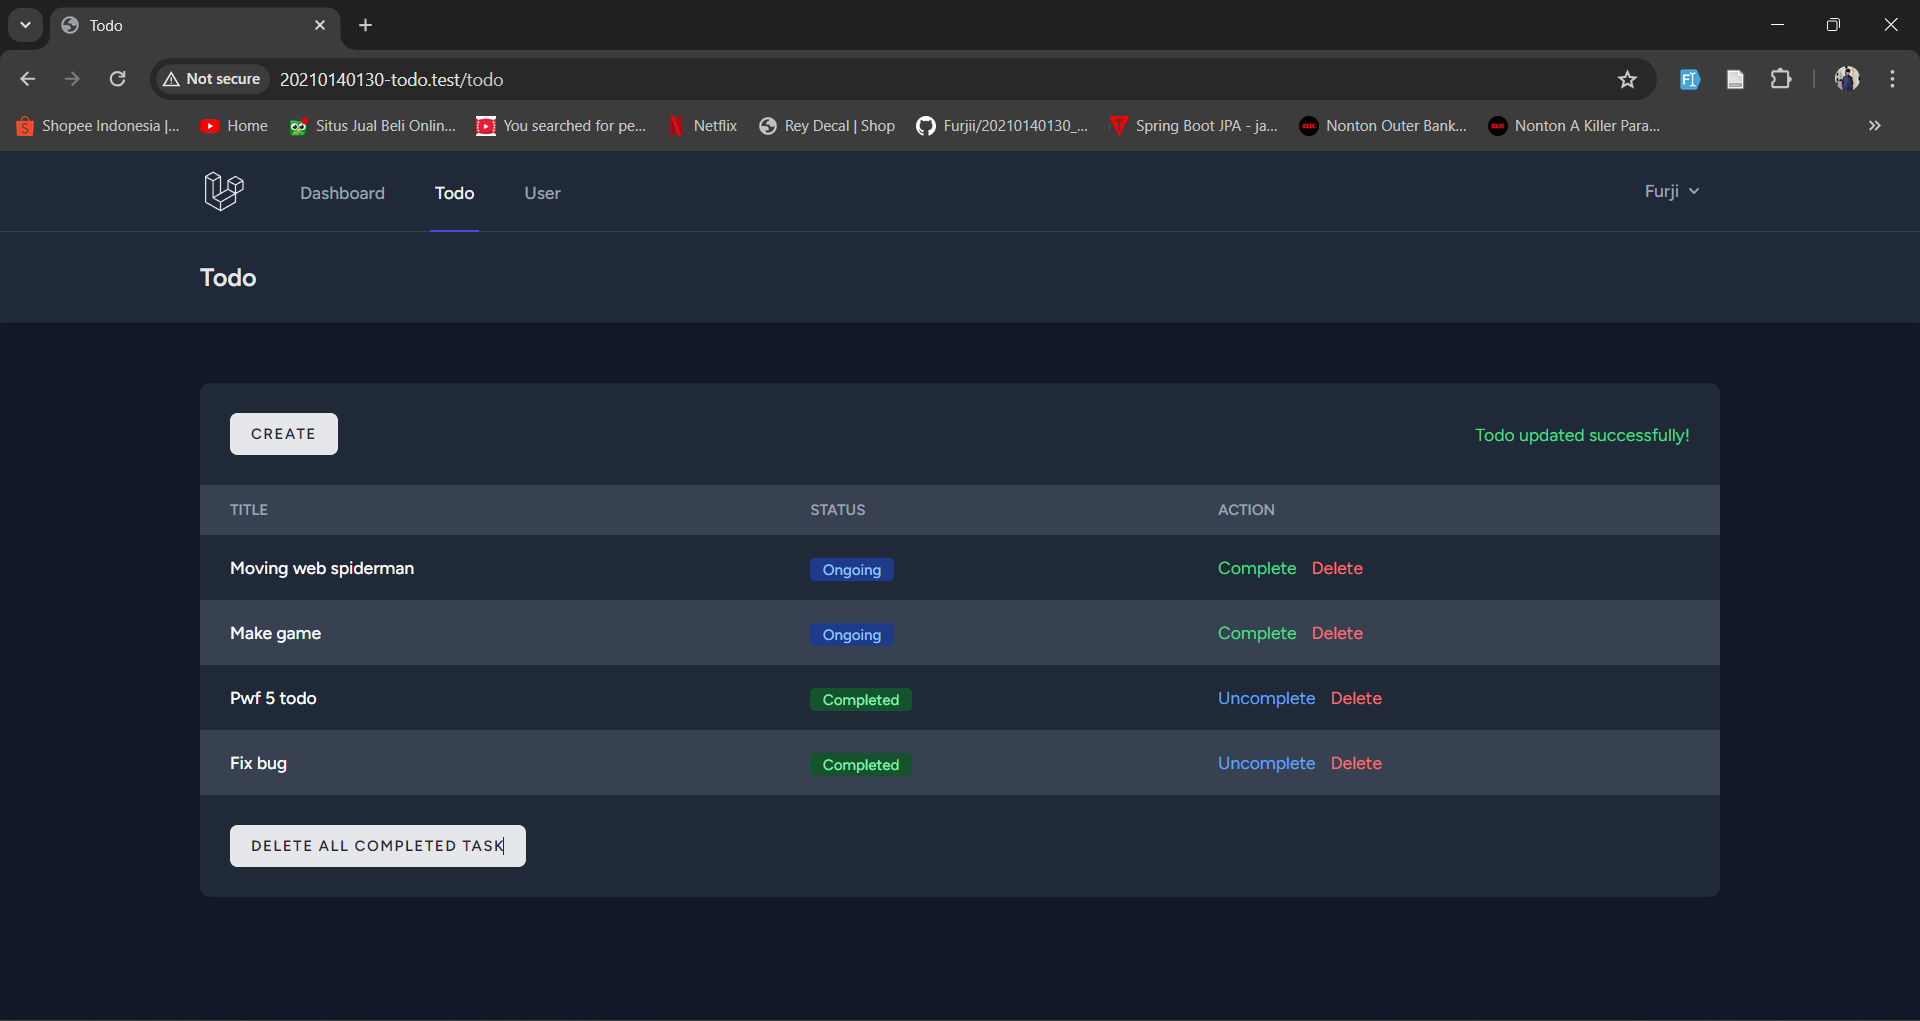 Todo
Not secure 20210140130-todo.test/todo
Shopee Indonesia |... Home Situs Jual Beli Onlin... You searched for pe... Netflix Rey Decal | Shop Furjii/20210140130_... Spring Boot JPA - ja... Nonton Outer Bank... Nonton A Killer Para...
Dashboard Todo User Furji
Todo
CREATE Todo updated successfully!
TITLE STATUS ACTION
Moving web spiderman Ongoing Complete Delete
Make game Ongoing Complete Delete
Pwf 5 todo Completed Uncomplete Delete
Fix bug Completed Uncomplete Delete
DELETE ALL COMPLETED TASK